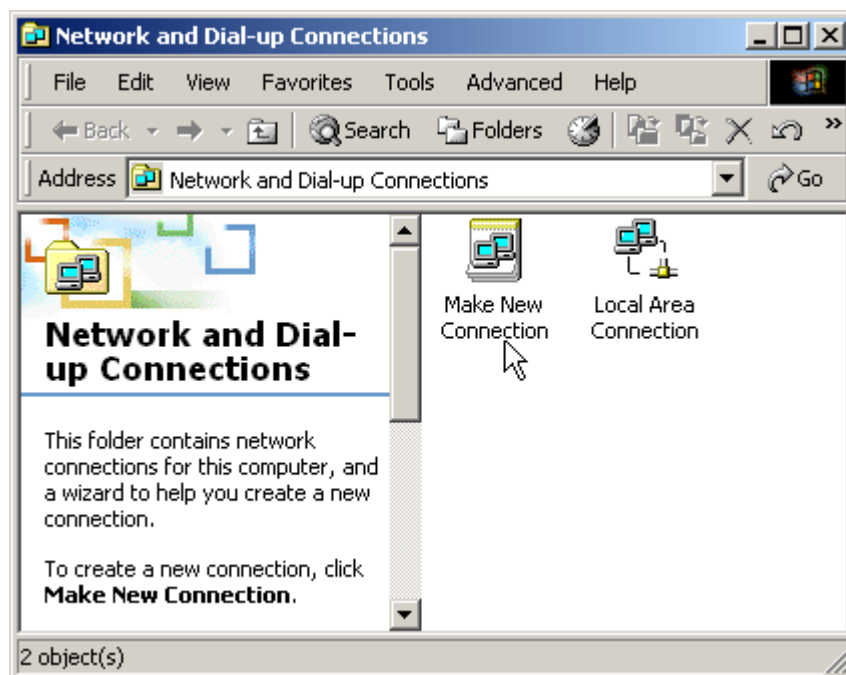 Network and Dial-up Connections
File Edit View Favorites Tools Advanced Help
Back Search Folders »
Address Network and Dial-up Connections Go
Network and Dial-
up Connections
This folder contains network
connections for this computer, and
a wizard to help you create a new
connection.
To create a new connection, click
Make New Connection.
Make New
Connection
Local Area
Connection
2 object(s)